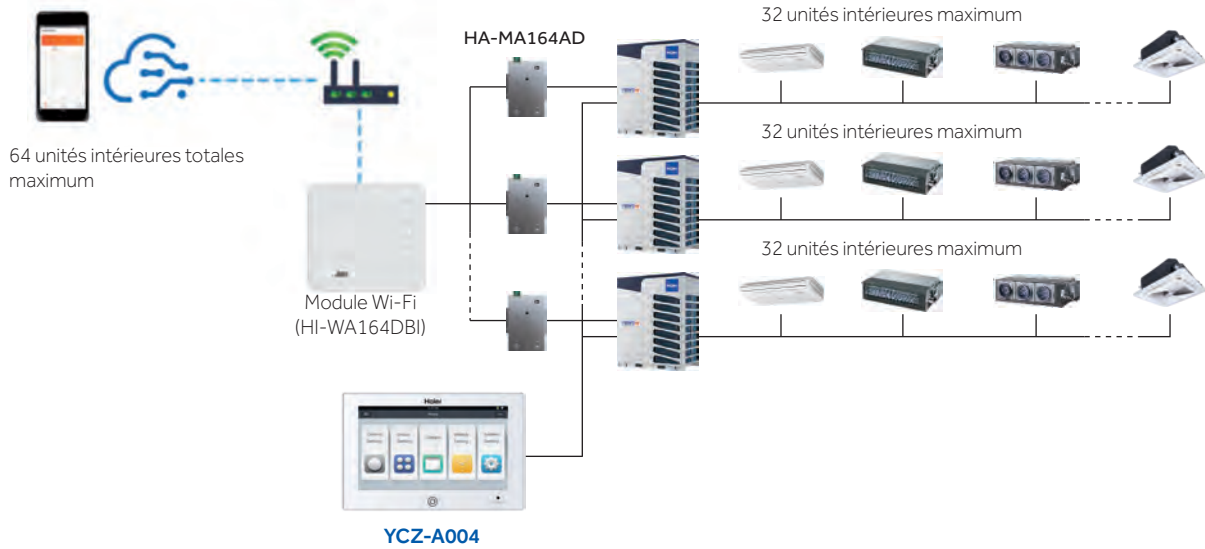 32 unités intérieures maximum
HA-MA164AD
64 unités intérieures totales
maximum
32 unités intérieures maximum
32 unités intérieures maximum
Module Wi-Fi
(HI-WA164DBI)
Haier
YCZ-A004